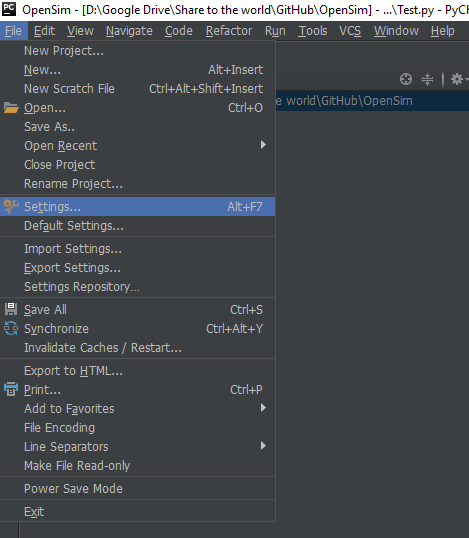 PC OpenSim - [D:\Google Drive\Share to the world\GitHub\OpenSim] - ...\Test.py - PyCh
File Edit View Navigate Code Refactor Run Tools VCS Window Help
New Project...
New... Alt+Insert
e world\GitHub\OpenSim
New Scratch File Ctrl+Alt+Shift+Insert
Open... Ctrl+O
Save As..
Open Recent
Close Project
Rename Project...
Settings... Alt+F7
Default Settings...
Import Settings...
Export Settings...
Settings Repository...
Save All Ctrl+S
Synchronize Ctrl+Alt+Y
Invalidate Caches / Restart...
Export to HTML...
Print... Ctrl+P
Add to Favorites
File Encoding
Line Separators
Make File Read-only
Power Save Mode
Exit